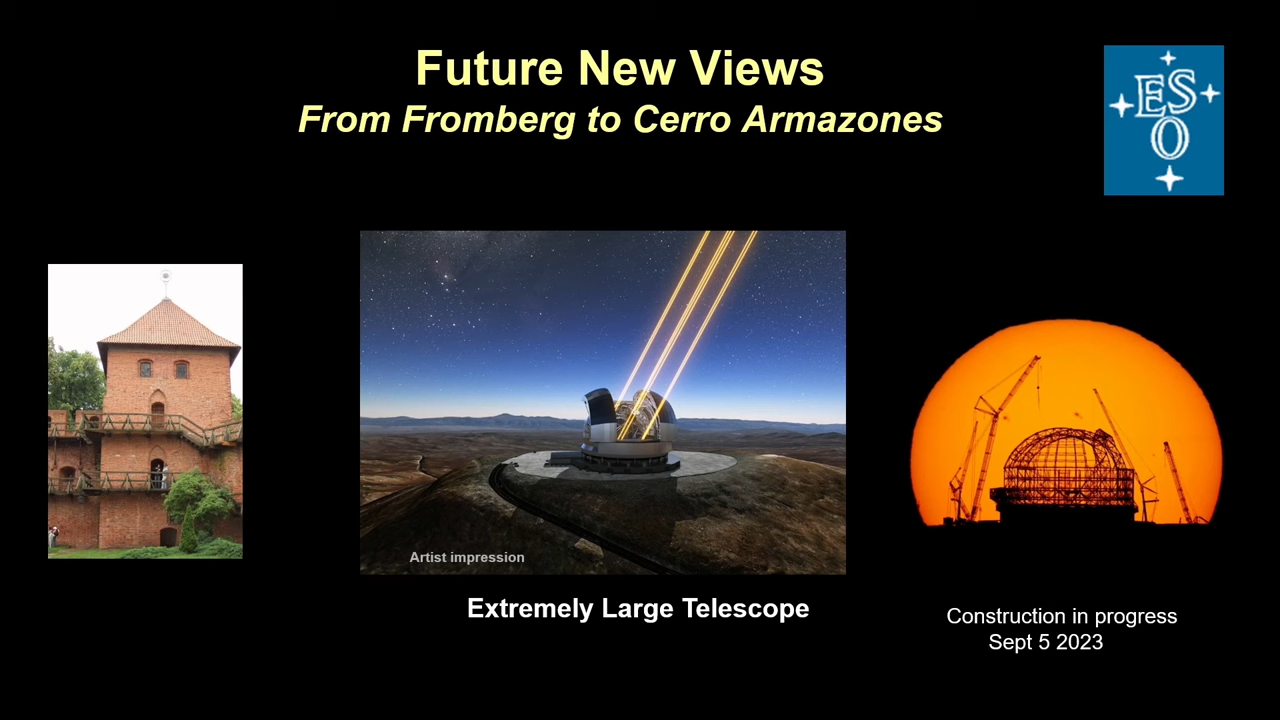 Future New Views
From Fromberg to Cerro Armazones
ES
O
Artist impression
Extremely Large Telescope
Construction in progress
Sept 5 2023